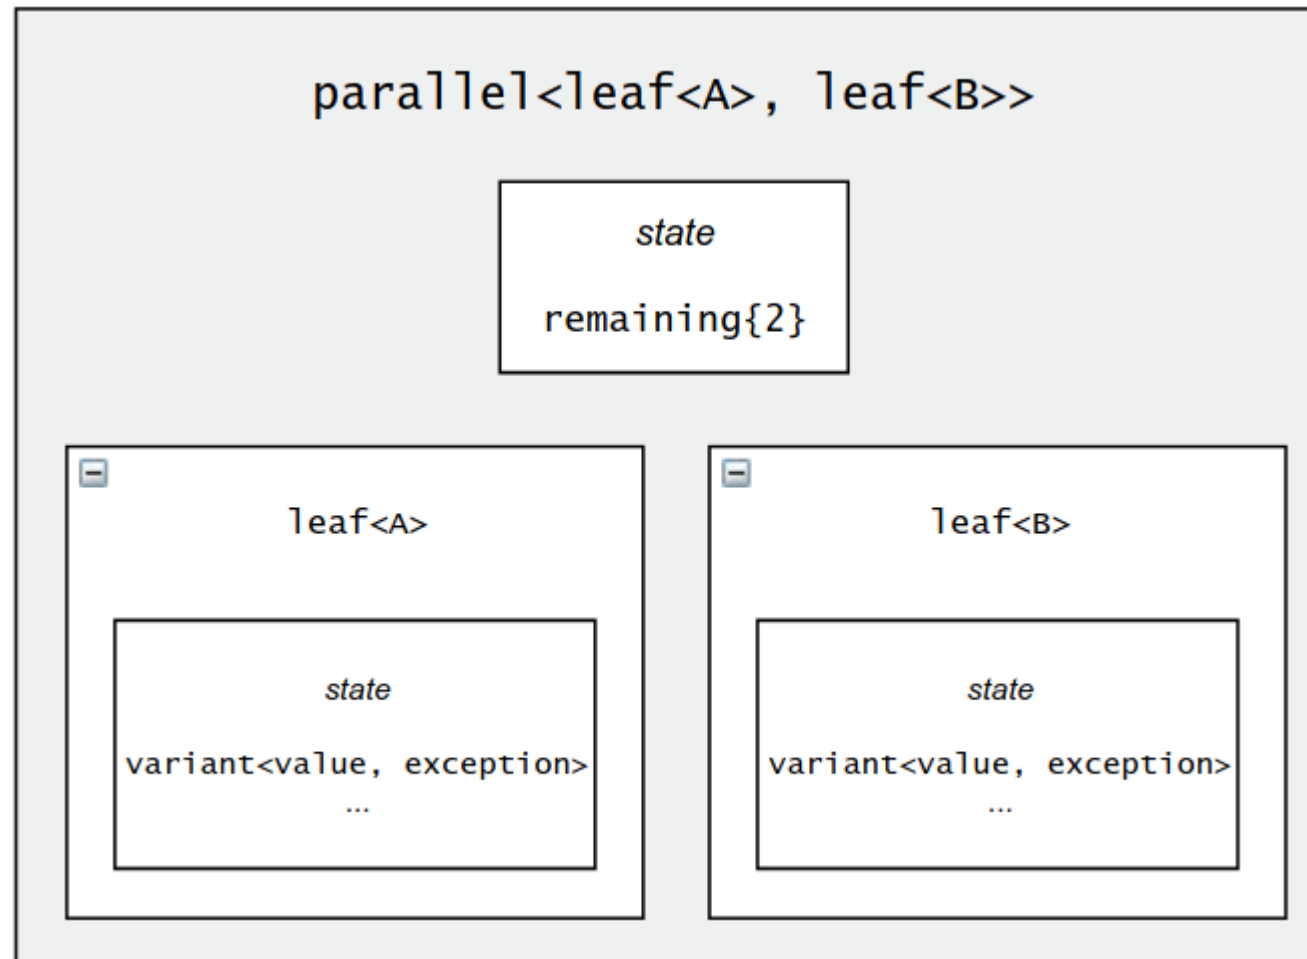 parallel<leaf<A>, leaf<B>>
state
remaining{2}
leaf<A>
state
variant<value, exception>
...
leaf<B>
state
variant<value, exception>
...